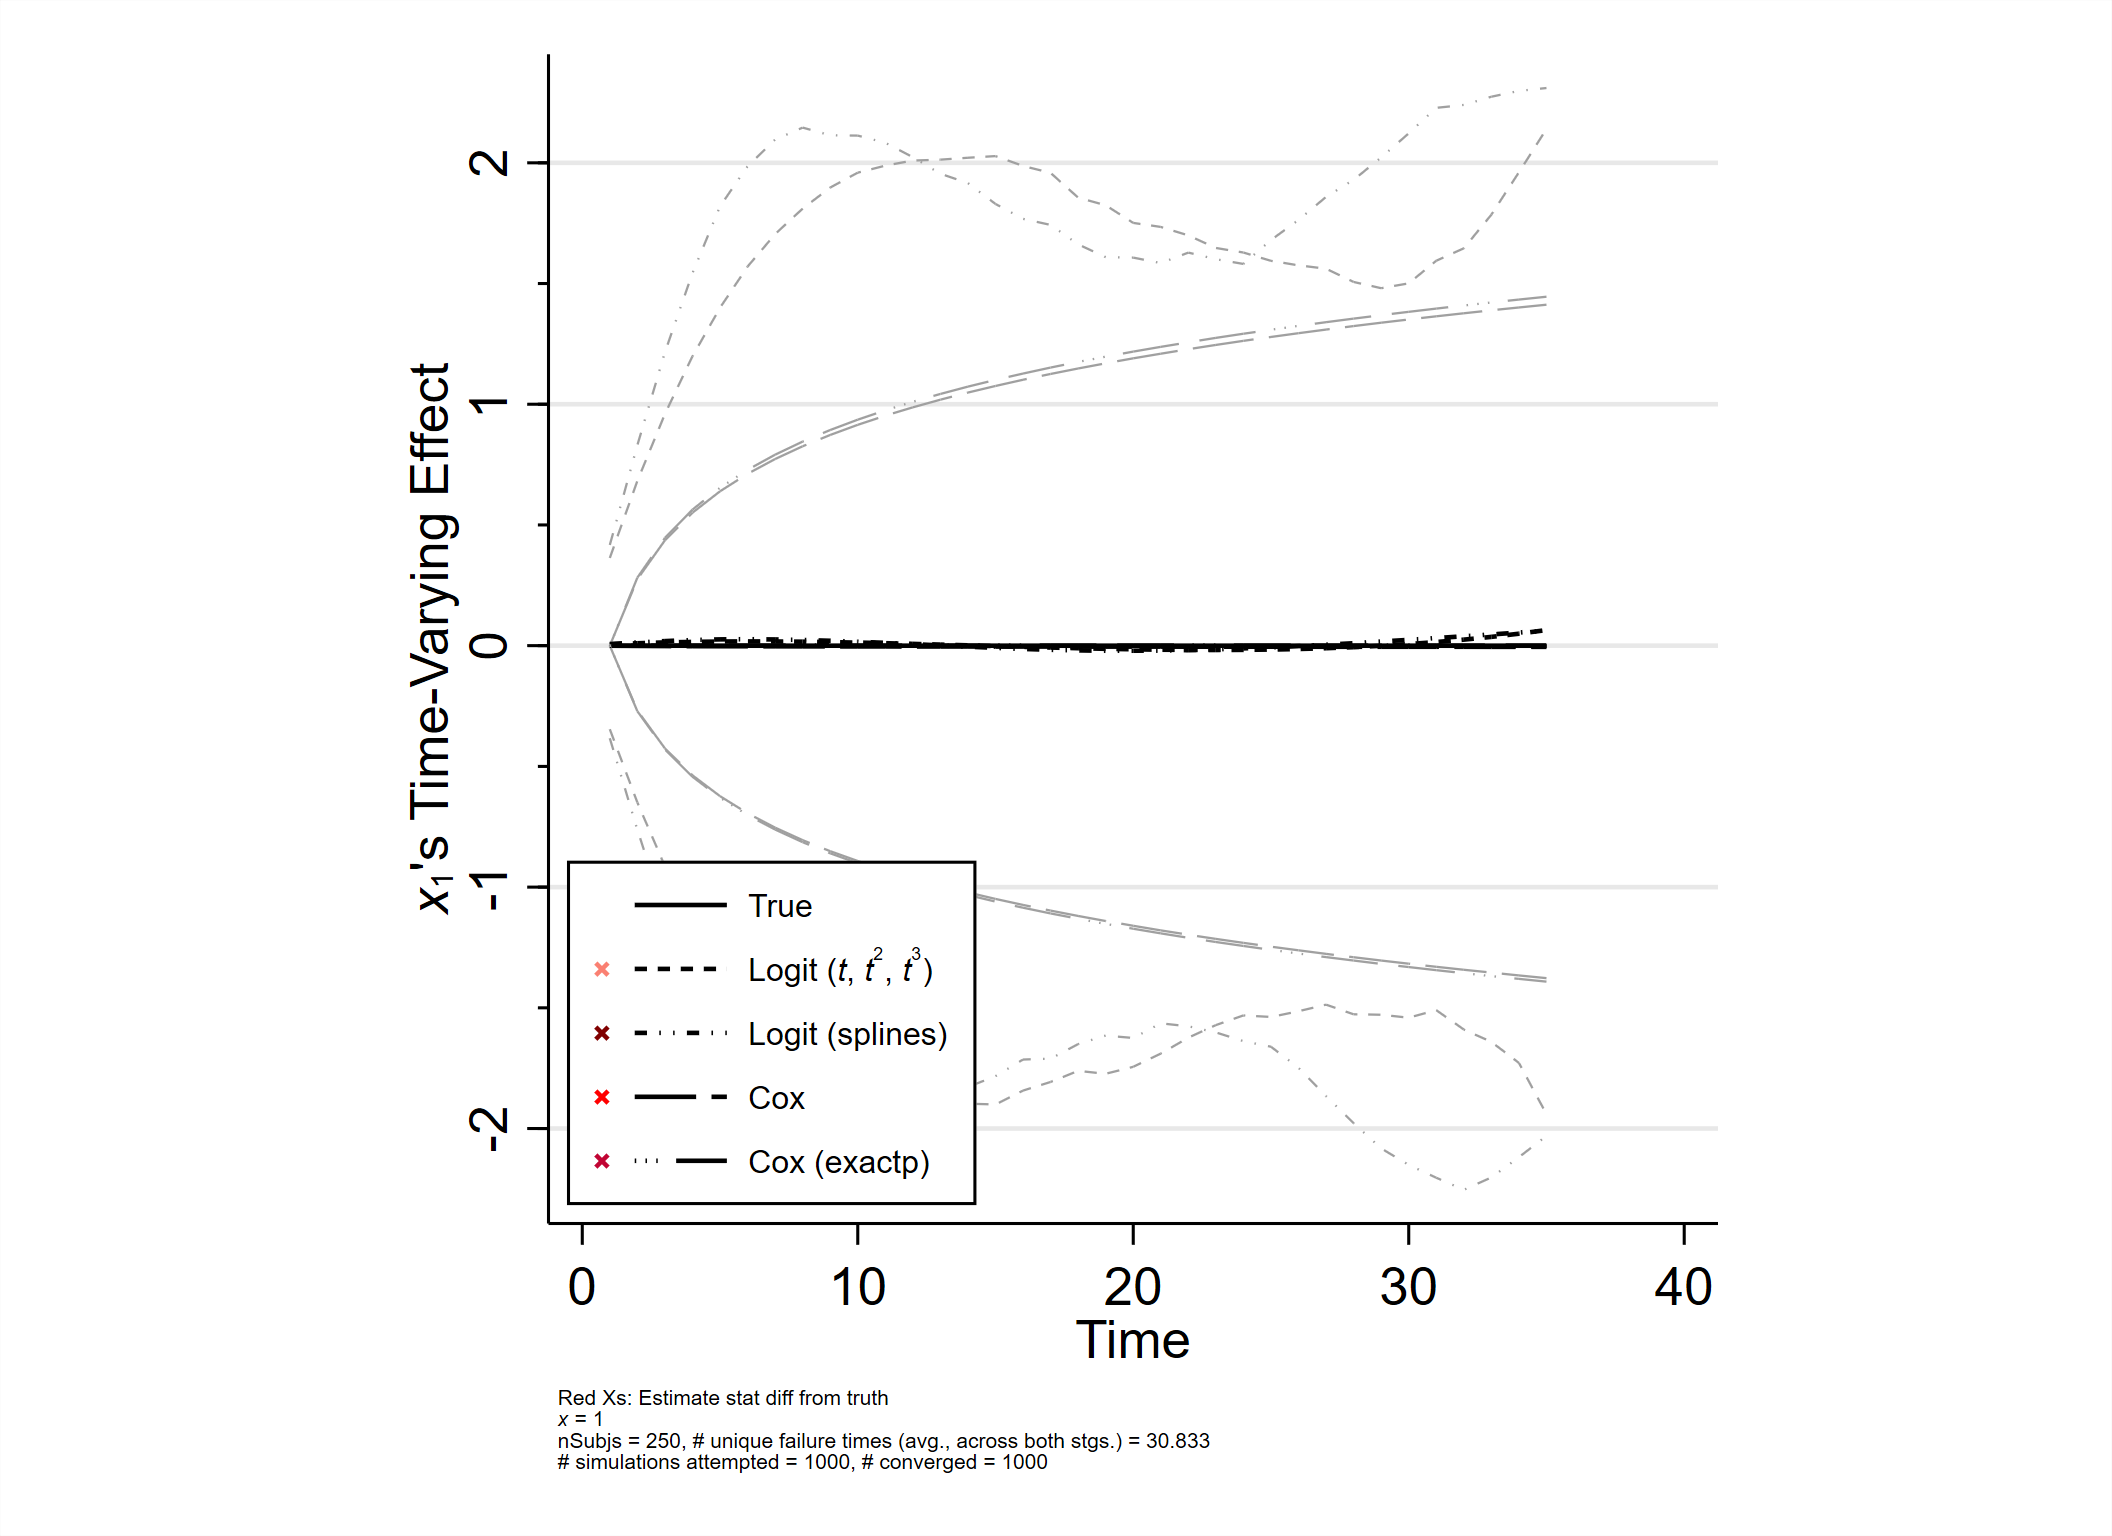 x₁'s Time-Varying Effect
2
1
0
-1
-2
True
Logit (t, t², t³)
Logit (splines)
Cox
Cox (exactp)
0 10 20 30 40
Time
Red Xs: Estimate stat diff from truth
x = 1
nSubjs = 250, # unique failure times (avg., across both stgs.) = 30.833
# simulations attempted = 1000, # converged = 1000